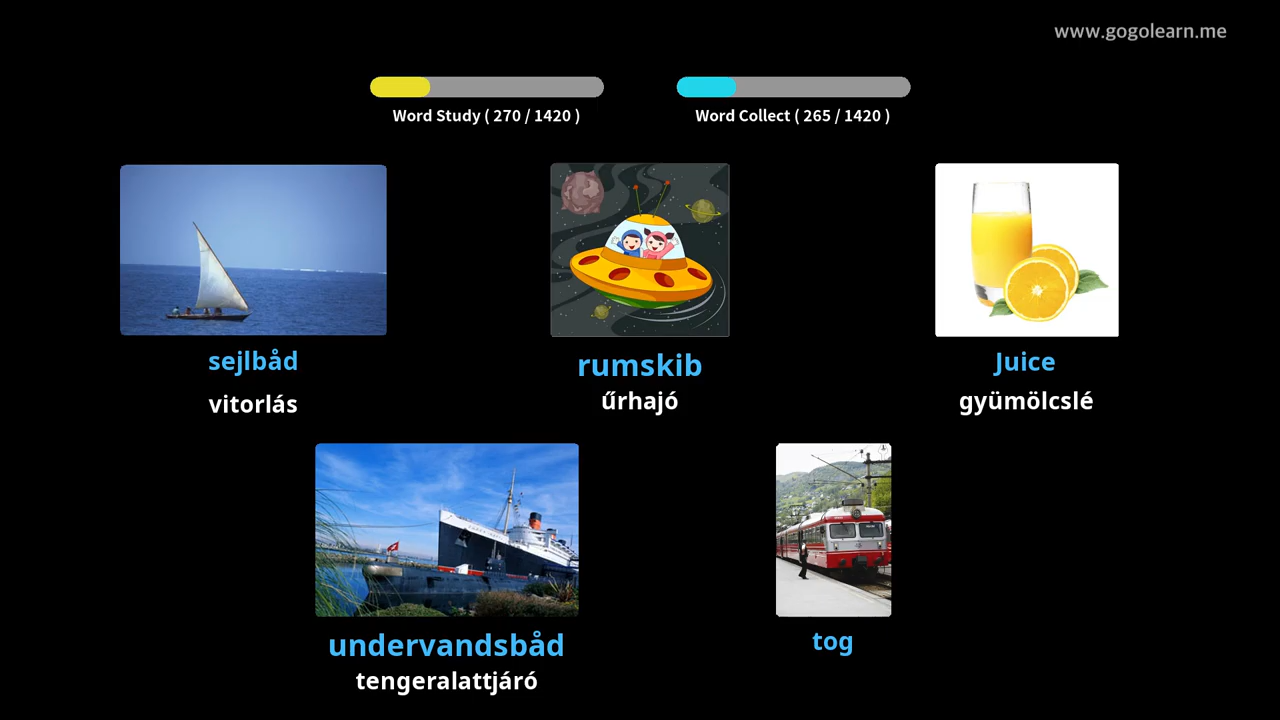 www.gogolearn.me
Word Study ( 270 / 1420 )
Word Collect ( 265 / 1420 )
sejlbåd
vitorlás
rumskib
űrhajó
Juice
gyümölcslé
undervandsbåd
tengeralattjáró
tog